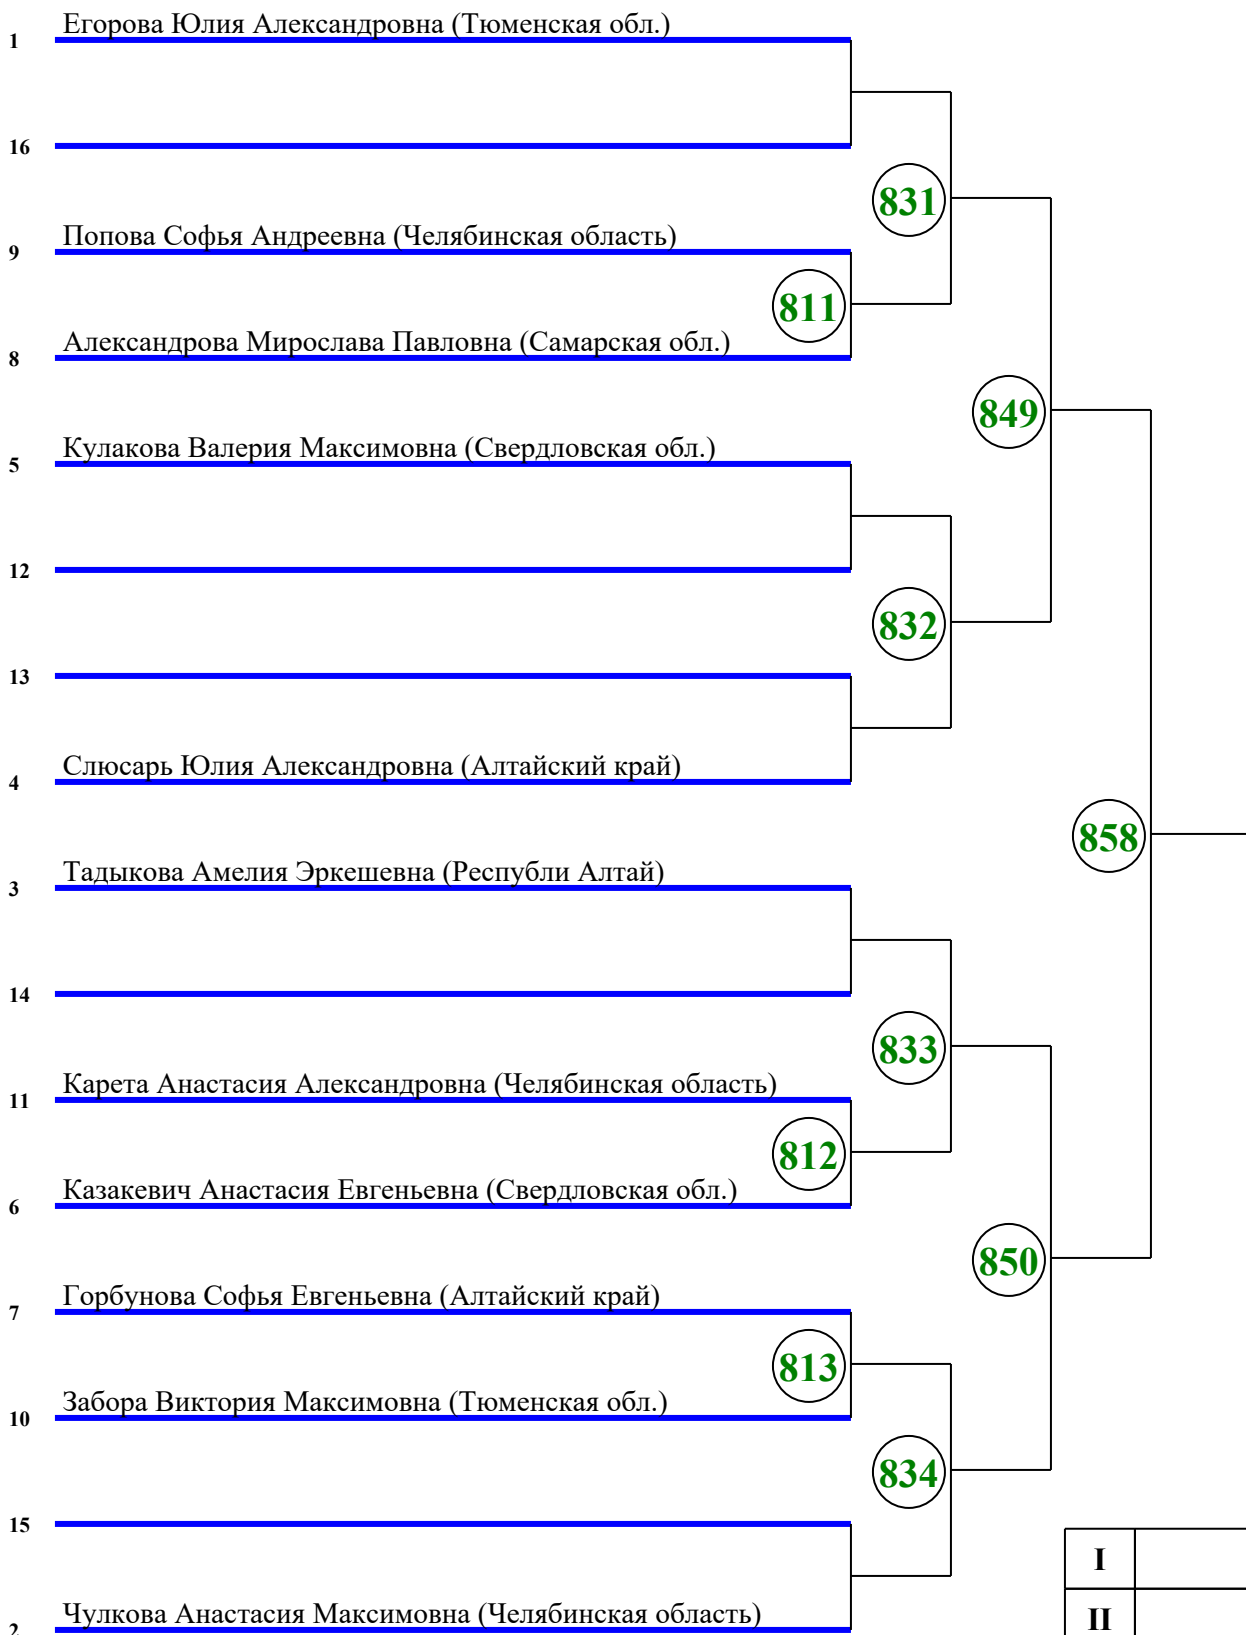 Егорова Юлия Александровна (Тюменская обл.)
1
16
831
Попова Софья Андреевна (Челябинская область)
9
811
Александрова Мирослава Павловна (Самарская обл.)
8
849
Кулакова Валерия Максимовна (Свердловская обл.)
5
12
832
13
Слюсарь Юлия Александровна (Алтайский край)
4
858
Тадыкова Амелия Эркешевна (Республи Алтай)
3
14
833
Карета Анастасия Александровна (Челябинская область)
11
812
Казакевич Анастасия Евгеньевна (Свердловская обл.)
6
850
Горбунова Софья Евгеньевна (Алтайский край)
7
813
Забора Виктория Максимовна (Тюменская обл.)
10
834
15
I
Чулкова Анастасия Максимовна (Челябинская область)
II
2